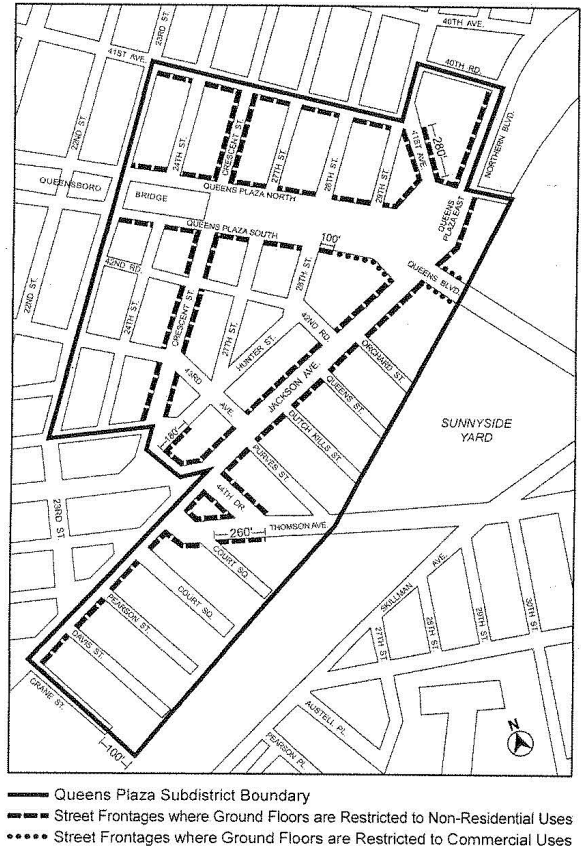 40TH AVE.
23RD ST.
41ST AVE.
40TH RD.
22ND ST.
NORTHERN BLVD.
280'
41ST AVE.
CRESCENT ST.
24TH ST.
27TH ST.
28TH ST.
29TH ST.
QUEENSBORO
BRIDGE
QUEENS PLAZA NORTH
QUEENS PLAZA EAST
QUEENS PLAZA SOUTH
100'
QUEENS BLVD.
42ND RD.
28TH ST.
22ND ST.
24TH ST.
CRESCENT ST.
27TH ST.
42ND RD.
HUNTER ST.
ORCHARD ST.
43RD
AVE.
JACKSON AVE.
QUEENS ST.
SUNNYSIDE
YARD
DUTCH KILLS ST.
180'
PURVES ST.
44TH DR.
23RD ST.
260'
THOMSON AVE.
COURT SQ.
SKILLMAN AVE.
COURT SQ.
PEARSON ST.
27TH ST.
28TH ST.
29TH ST.
30TH ST.
DAVIS ST.
CRANE ST.
AUSTELL PL.
N
100'
PEARSON PL.
Queens Plaza Subdistrict Boundary
Street Frontages where Ground Floors are Restricted to Non-Residential Uses
Street Frontages where Ground Floors are Restricted to Commercial Uses